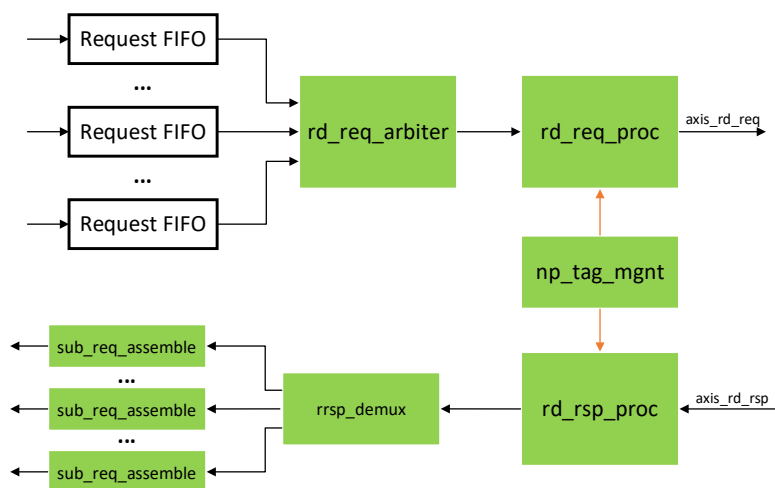 Request FIFO
...
Request FIFO
...
Request FIFO
rd_req_arbiter
rd_req_proc
axis_rd_req
np_tag_mgnt
sub_req_assemble
...
sub_req_assemble
...
sub_req_assemble
rrsp_demux
rd_rsp_proc
axis_rd_rsp